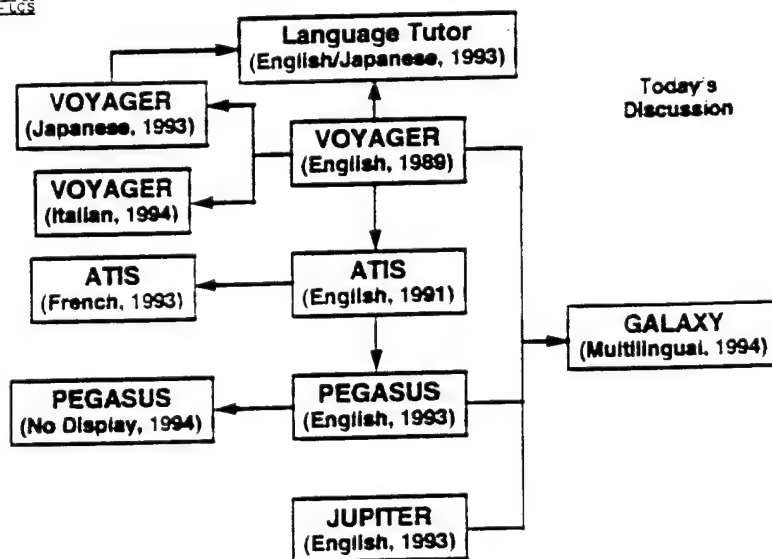 -LCS
Language Tutor
(English/Japanese, 1993)
Today's
Discussion
VOYAGER
(Japanese, 1993)
VOYAGER
(English, 1989)
VOYAGER
(Italian, 1994)
ATIS
(French, 1993)
ATIS
(English, 1991)
GALAXY
(Multilingual, 1994)
PEGASUS
(No Display, 1994)
PEGASUS
(English, 1993)
JUPITER
(English, 1993)